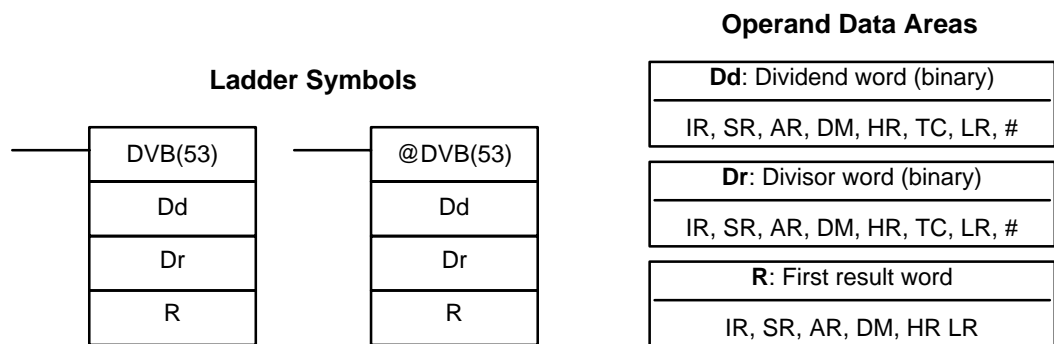 Ladder Symbols
DVB(53)
Dd
Dr
R
@DVB(53)
Dd
Dr
R
Operand Data Areas
Dd: Dividend word (binary)
IR, SR, AR, DM, HR, TC, LR, #
Dr: Divisor word (binary)
IR, SR, AR, DM, HR, TC, LR, #
R: First result word
IR, SR, AR, DM, HR LR